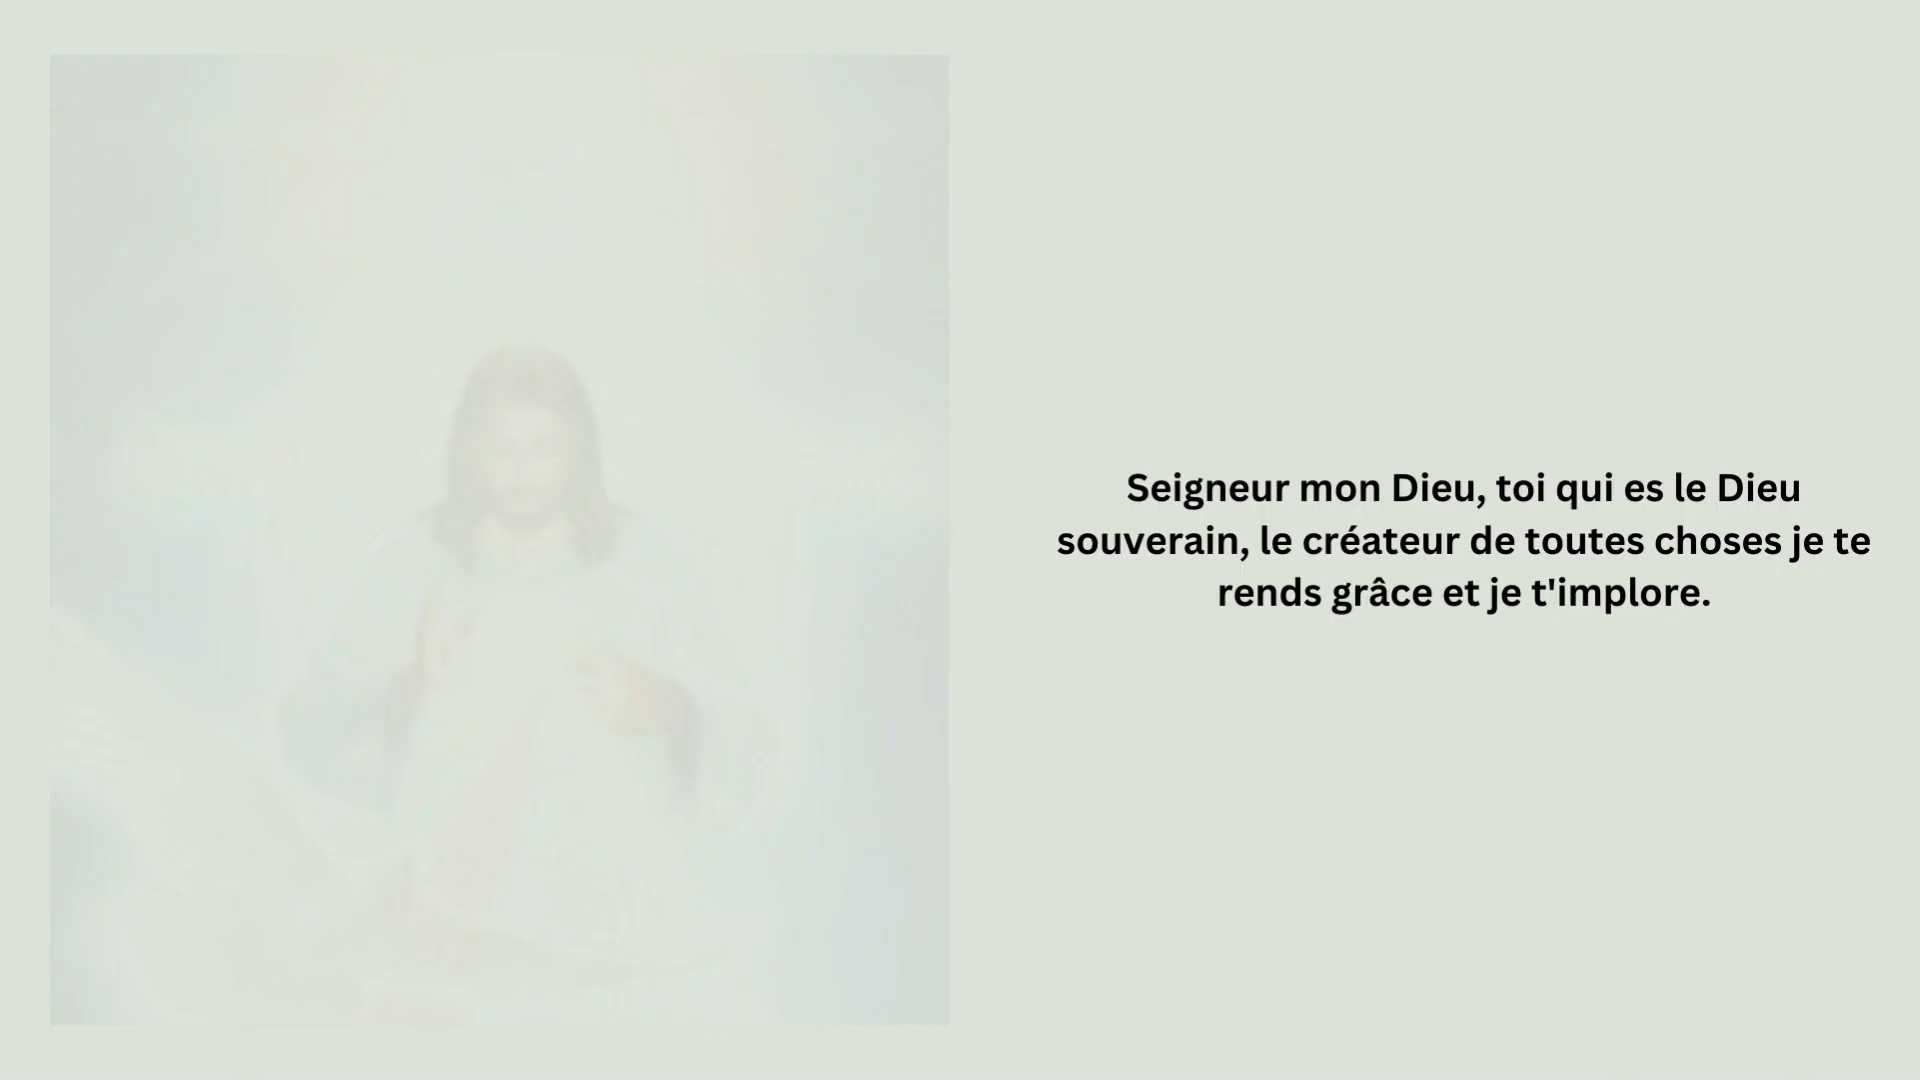 Seigneur mon Dieu, toi qui es le Dieu
souverain, le créateur de toutes choses je te
rends grâce et je t'implore.